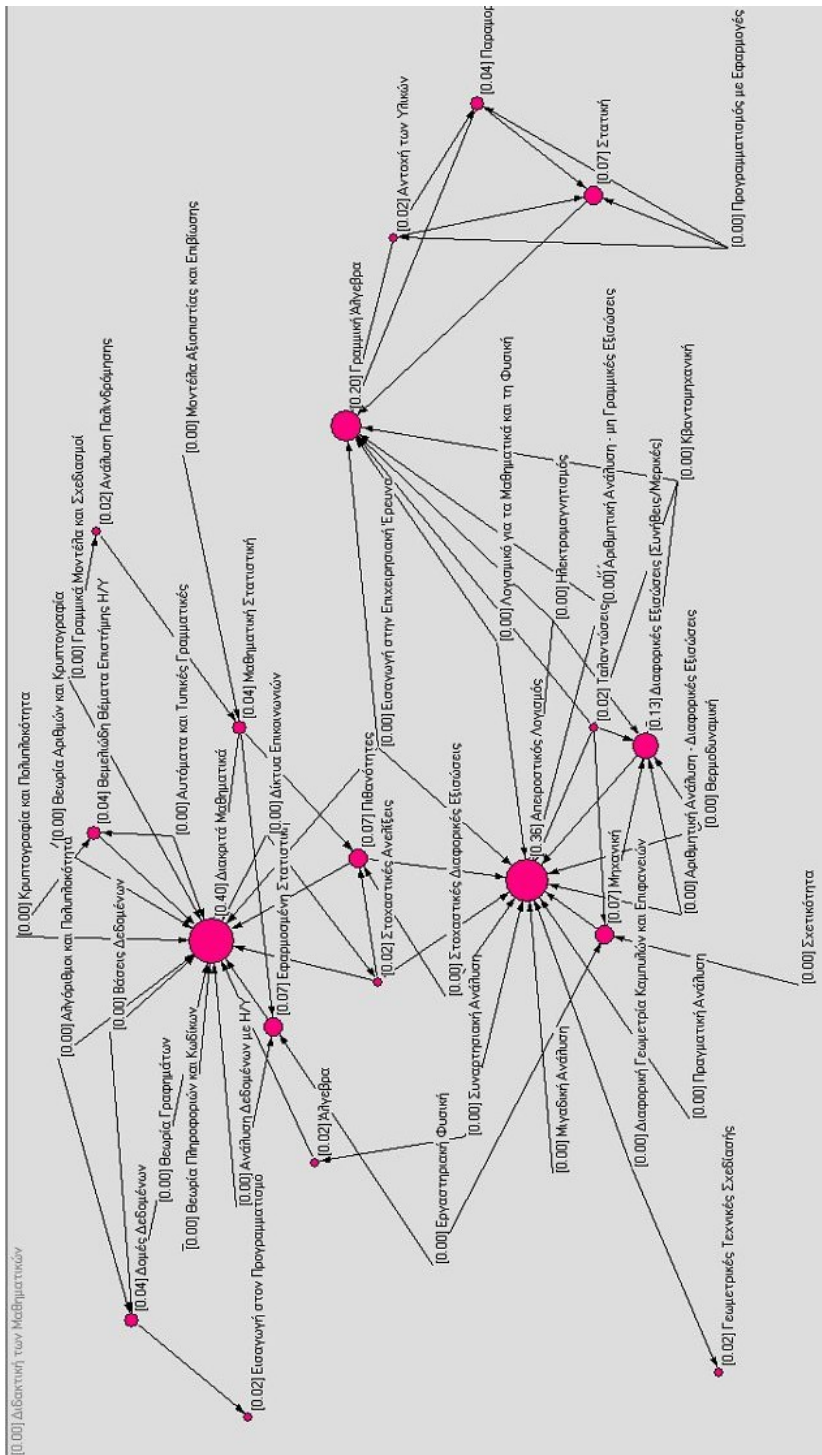 [0.00] Διδακτική των Μαθηματικών
[0.00] Κρυπτογραφία και Πολυπλοκότητα
[0.00] Θεωρία Αριθμών και Κρυπτογραφία
[0.00] Γραμμικά Μοντέλα και Σχεδιασμοί
[0.02] Ανάλυση Παλινδρόμησης
[0.04] Θεμελιώδη Θέματα Επιστήμης Η/Υ
[0.00] Αλγόριθμοι και Πολυπλοκότητα
[0.00] Βάσεις Δεδομένων
[0.04] Δομές Δεδομένων
[0.00] Θεωρία Γραφημάτων
[0.00] Αυτόματα και Τυπικές Γραμματικές
[0.00] Μοντέλα Αξιοπιστίας και Επιβίωσης
[0.00] Θεωρία Πληροφοριών και Κωδίκων
[0.40] Διακριτά Μαθηματικά
[0.04] Μαθηματική Στατιστική
[0.02] Εισαγωγή στον Προγραμματισμό
[0.00] Ανάλυση Δεδομένων με Η/Υ
[0.07] Εφαρμοσμένη Στατιστική
[0.00] Δίκτυα Επικοινωνιών
[0.02] Άλγεβρα
[0.20] Γραμμική Άλγεβρα
[0.07] Πιθανότητες
[0.02] Στοχαστικές Ανελίξεις
[0.00] Εισαγωγή στην Επιχειρησιακή Έρευνα
[0.02] Αντοχή των Υλικών
[0.00] Εργαστηριακή Φυσική
[0.00] Στοχαστικές Διαφορικές Εξισώσεις
[0.00] Συναρτησιακή Ανάλυση
[0.04]
[0.00] Λογισμικό για τα Μαθηματικά και τη Φυσική
[0.36] Απειροστικός Λογισμός
[0.00] Ηλεκτρομαγνητισμός
[0.00] Μιγαδική Ανάλυση
[0.02] Ταλαντώσεις
[0.00] Αριθμητική Ανάλυση - μη Γραμμικές Εξισώσεις
[0.07] Στατική
[0.07] Μηχανική
[0.00] Διαφορική Γεωμετρία Καμπυλών και Επιφανειών
[0.13] Διαφορικές Εξισώσεις (Συνήθεις/Μερικές)
[0.00] Κβαντομηχανική
[0.00] Αριθμητική Ανάλυση - Διαφορικές Εξισώσεις
[0.00] Πραγματική Ανάλυση
[0.00] Θερμοδυναμική
[0.02] Γεωμετρικές Τεχνικές Σχεδίασης
[0.00] Προγραμματισμός με Εφαρμογές
[0.00] Σχετικότητα